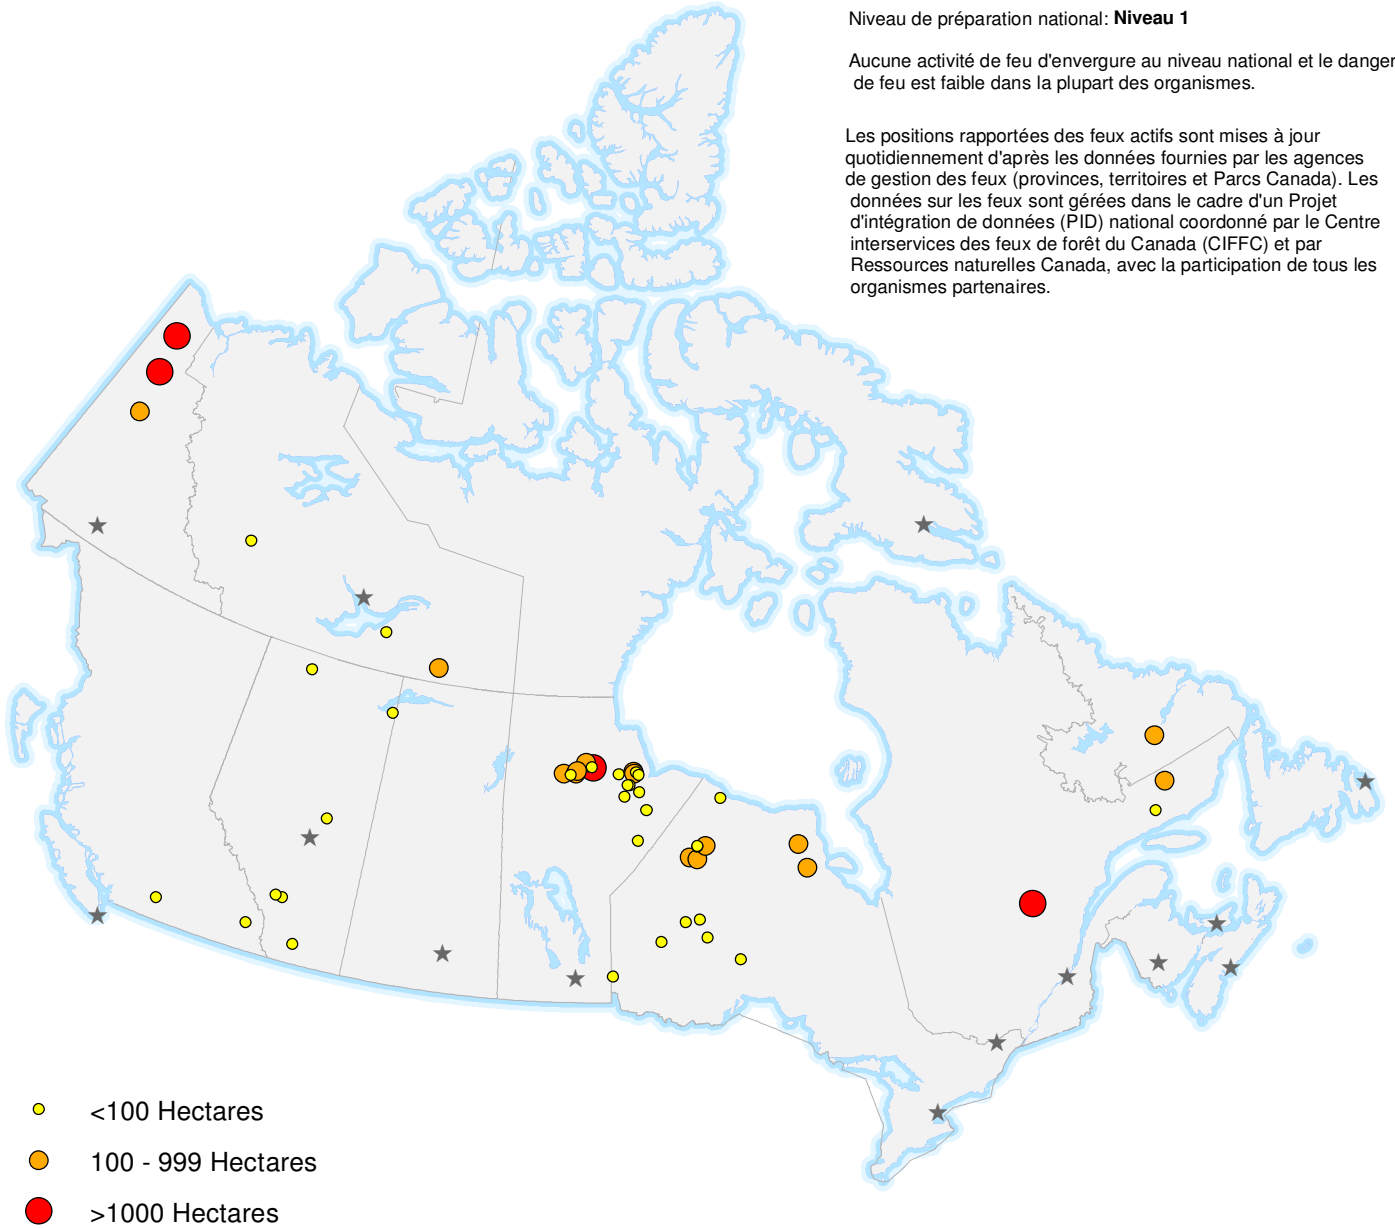 Niveau de préparation national: Niveau 1
Aucune activité de feu d'envergure au niveau national et le danger
de feu est faible dans la plupart des organismes.
Les positions rapportées des feux actifs sont mises à jour
quotidiennement d'après les données fournies par les agences
de gestion des feux (provinces, territoires et Parcs Canada). Les
données sur les feux sont gérées dans le cadre d'un Projet
d'intégration de données (PID) national coordonné par le Centre
interservices des feux de forêt du Canada (CIFFC) et par
Ressources naturelles Canada, avec la participation de tous les
organismes partenaires.
<100 Hectares
100 - 999 Hectares
>1000 Hectares